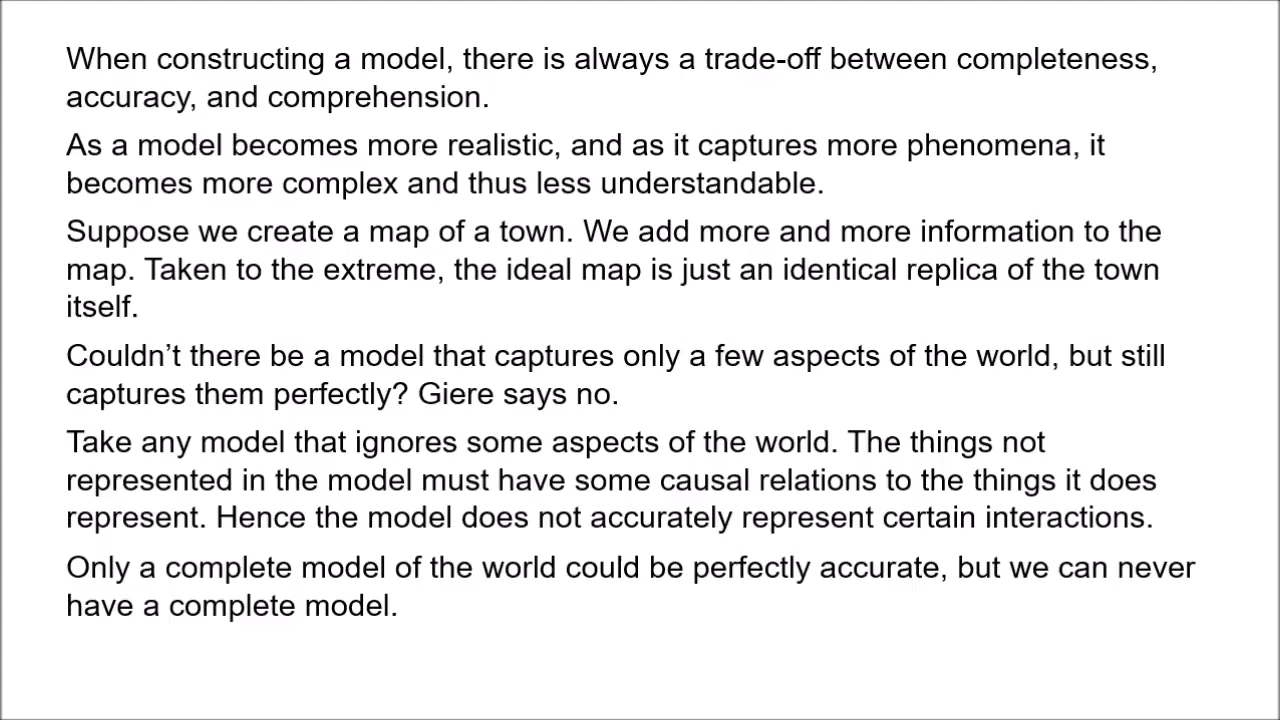 When constructing a model, there is always a trade-off between completeness,
accuracy, and comprehension.
As a model becomes more realistic, and as it captures more phenomena, it
becomes more complex and thus less understandable.
Suppose we create a map of a town. We add more and more information to the
map. Taken to the extreme, the ideal map is just an identical replica of the town
itself.
Couldn’t there be a model that captures only a few aspects of the world, but still
captures them perfectly? Giere says no.
Take any model that ignores some aspects of the world. The things not
represented in the model must have some causal relations to the things it does
represent. Hence the model does not accurately represent certain interactions.
Only a complete model of the world could be perfectly accurate, but we can never
have a complete model.